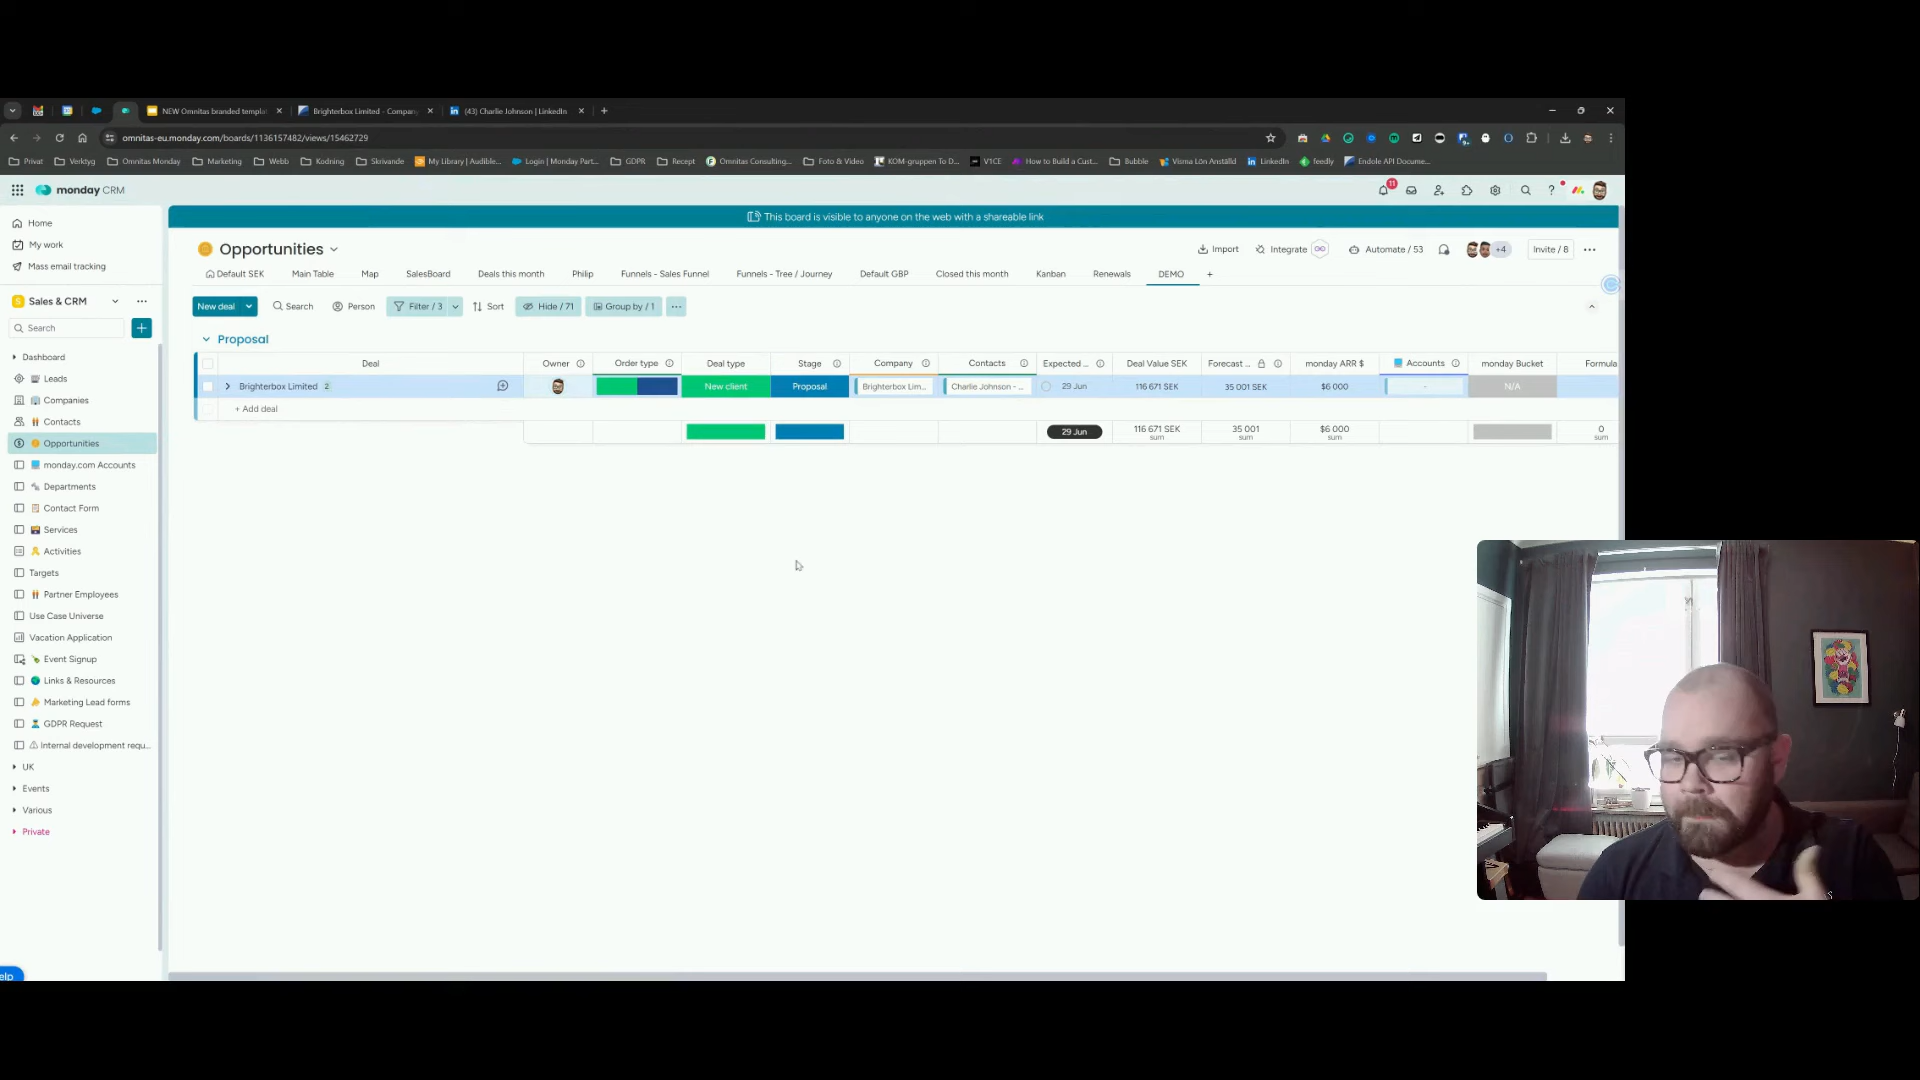 NEW Omnitas branded templa
Brighterbox Limited - Compan
(43) Charlie Johnson | LinkedIn
omnitas-eu.monday.com/boards/1136157482/views/15462729
Privat
Verktyg
Omnitas Monday
Marketing
Webb
Kodning
Skrivande
My Library | Audible...
Login | Monday Part...
GDPR
Recept
Omnitas Consulting...
Foto & Video
KOM-gruppen To D...
V1CE
How to Build a Cust...
Bubble
Visma Lön Anställd
LinkedIn
feedly
Endole API Docume...
monday CRM
11
This board is visible to anyone on the web with a shareable link
Home
My work
Mass email tracking
Sales & CRM
Search
Dashboard
Leads
Companies
Contacts
Opportunities
monday.com Accounts
Departments
Contact Form
Services
Activities
Targets
Partner Employees
Use Case Universe
Vacation Application
Event Signup
Links & Resources
Marketing Lead forms
GDPR Request
Internal development requ...
UK
Events
Various
Private
elp
Opportunities
Import
Integrate
Automate / 53
+4
Invite / 8
Default SEK
Main Table
Map
SalesBoard
Deals this month
Philip
Funnels - Sales Funnel
Funnels - Tree / Journey
Default GBP
Closed this month
Kanban
Renewals
DEMO
New deal
Search
Person
Filter / 3
Sort
Hide / 71
Group by / 1
Proposal
Deal Owner Order type Deal type Stage Company Contacts Expected ... Deal Value SEK Forecast ... monday ARR $ Accounts monday Bucket Formula
Brighterbox Limited 2 New client Proposal Brighterbox Lim... Charlie Johnson - ... 29 Jun 116 671 SEK 35 001 SEK $6 000 - N/A
+ Add deal
29 Jun 116 671 SEK 35 001 $6 000 0
sum sum sum sum